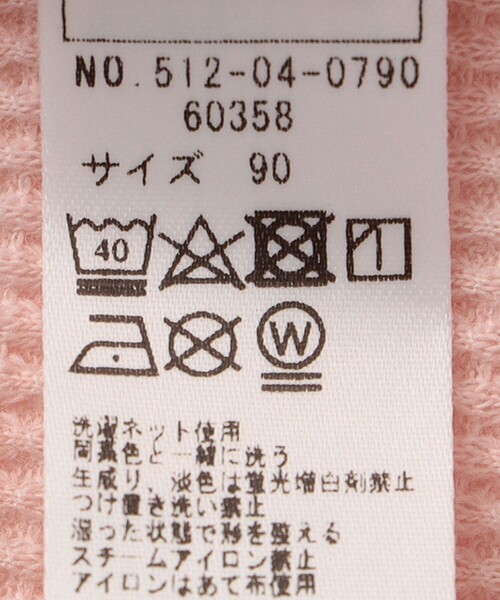 NO.512-04-0790
60358
サイズ 90
40
W
洗濯ネット使用
同系色と一緒に洗う
生成り、淡色は蛍光増白剤禁止
つけ置き洗い禁止
湿った状態で形を整える
スチームアイロン禁止
アイロンはあて布使用